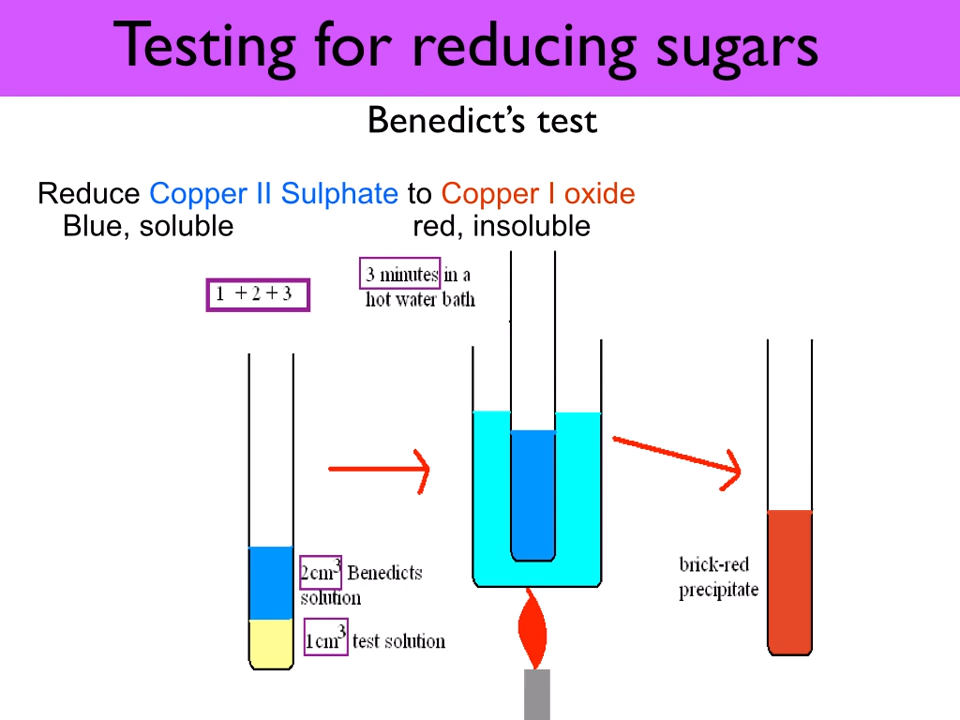 Testing for reducing sugars
Benedict's test
Reduce Copper II Sulphate to Copper I oxide
Blue, soluble red, insoluble
1 + 2 + 3
3 minutes in a
hot water bath
2cm³ Benedicts
solution
1cm³ test solution
brick-red
precipitate